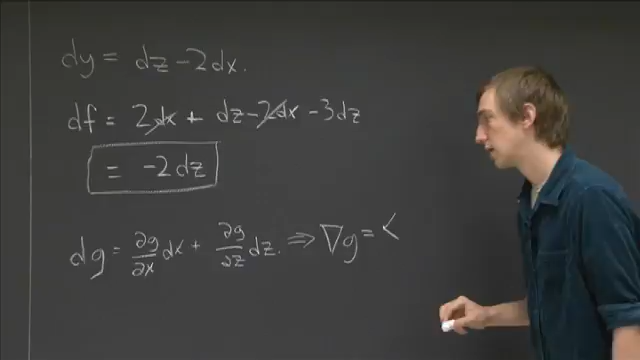 dy = dz - 2dx.
df = 2dx + dz - 2dx - 3dz
= -2dz
dg = ∂g/∂x dx + ∂g/∂z dz. ⇒ ∇g = <